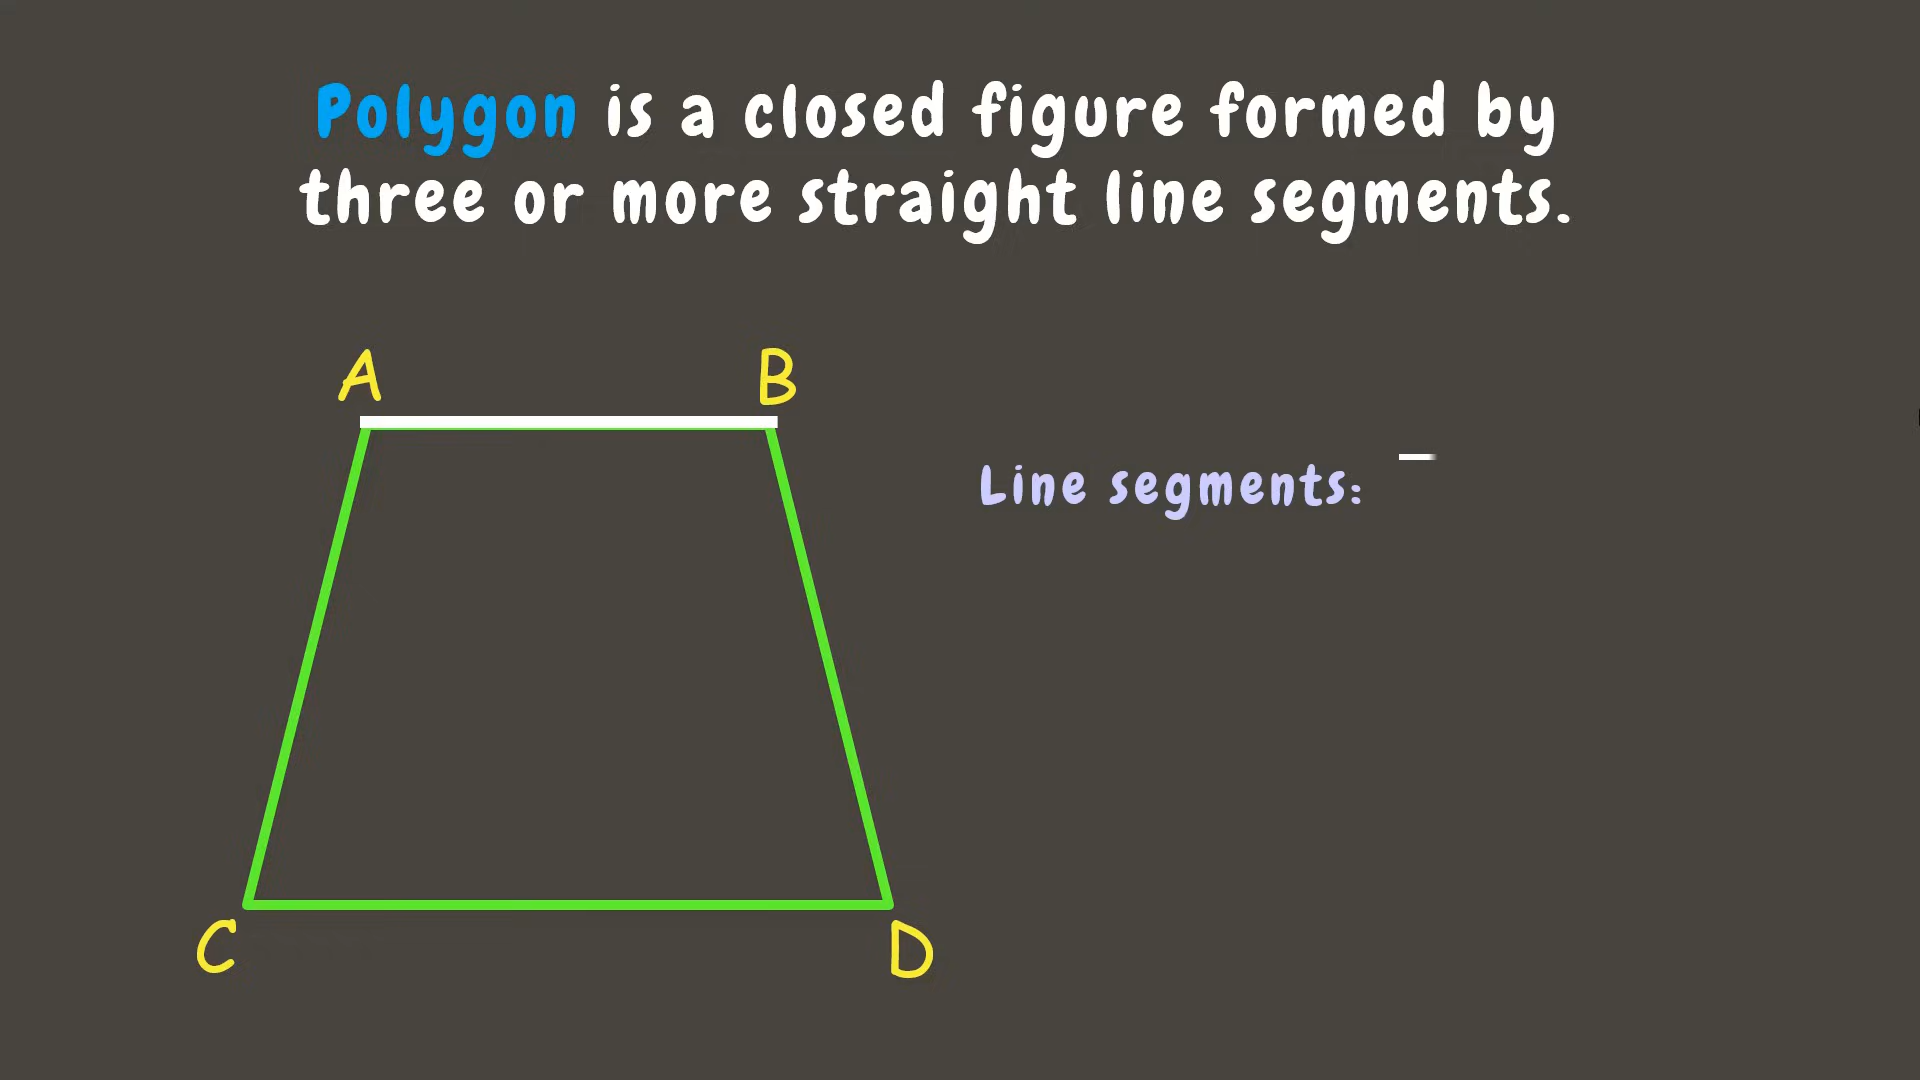 Polygon is a closed figure formed by
three or more straight line segments.
A
B
Line segments:
C
D